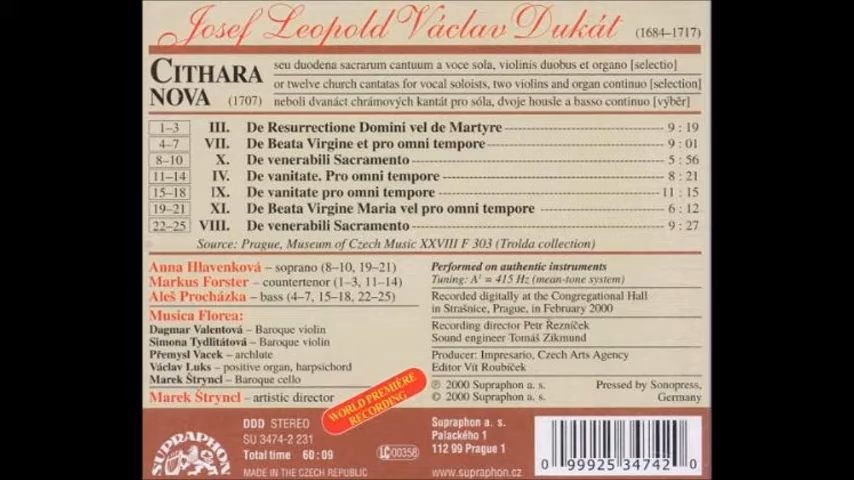 Josef Leopold Václav Dukát (1684–1717)
CITHARA NOVA (1707)
seu duodena sacrarum cantuum a voce sola, violinis duobus et organo [selectio]
or twelve church cantatas for vocal soloists, two violins and organ continuo [selection]
neboli dvanáct chrámových kantát pro sóla, dvoje housle a basso continuo [výběr]
1–3 III. De Resurrectione Domini vel de Martyre 9 : 19
4–7 VII. De Beata Virgine et pro omni tempore 9 : 01
8–10 X. De venerabili Sacramento 5 : 56
11–14 IV. De vanitate. Pro omni tempore 8 : 21
15–18 IX. De vanitate pro omni tempore 11 : 15
19–21 XI. De Beata Virgine Maria vel pro omni tempore 6 : 12
22–25 VIII. De venerabili Sacramento 9 : 27
Source: Prague, Museum of Czech Music XXVIII F 303 (Trolda collection)
Anna Hlavenková – soprano (8–10, 19–21)
Markus Forster – countertenor (1–3, 11–14)
Aleš Procházka – bass (4–7, 15–18, 22–25)
Musica Florea:
Dagmar Valentová – Baroque violin
Simona Tydlitátová – Baroque violin
Přemysl Vacek – archlute
Václav Luks – positive organ, harpsichord
Marek Štryncl – Baroque cello
Marek Štryncl – artistic director
Performed on authentic instruments
Tuning: A¹ = 415 Hz (mean-tone system)
Recorded digitally at the Congregational Hall
in Strašnice, Prague, in February 2000
Recording director Petr Řezníček
Sound engineer Tomáš Zikmund
Producer: Impresario, Czech Arts Agency
Editor Vít Roubíček
℗ 2000 Supraphon a. s.
© 2000 Supraphon a. s.
Pressed by Sonopress,
Germany
WORLD PREMIÈRE
RECORDING
SUPRAPHON
DDD STEREO
SU 3474-2 231
Total time 60 : 09
MADE IN THE CZECH REPUBLIC
LC 00358
Supraphon a. s.
Palackého 1
112 99 Prague 1
www.supraphon.cz
0 99925 34742 0